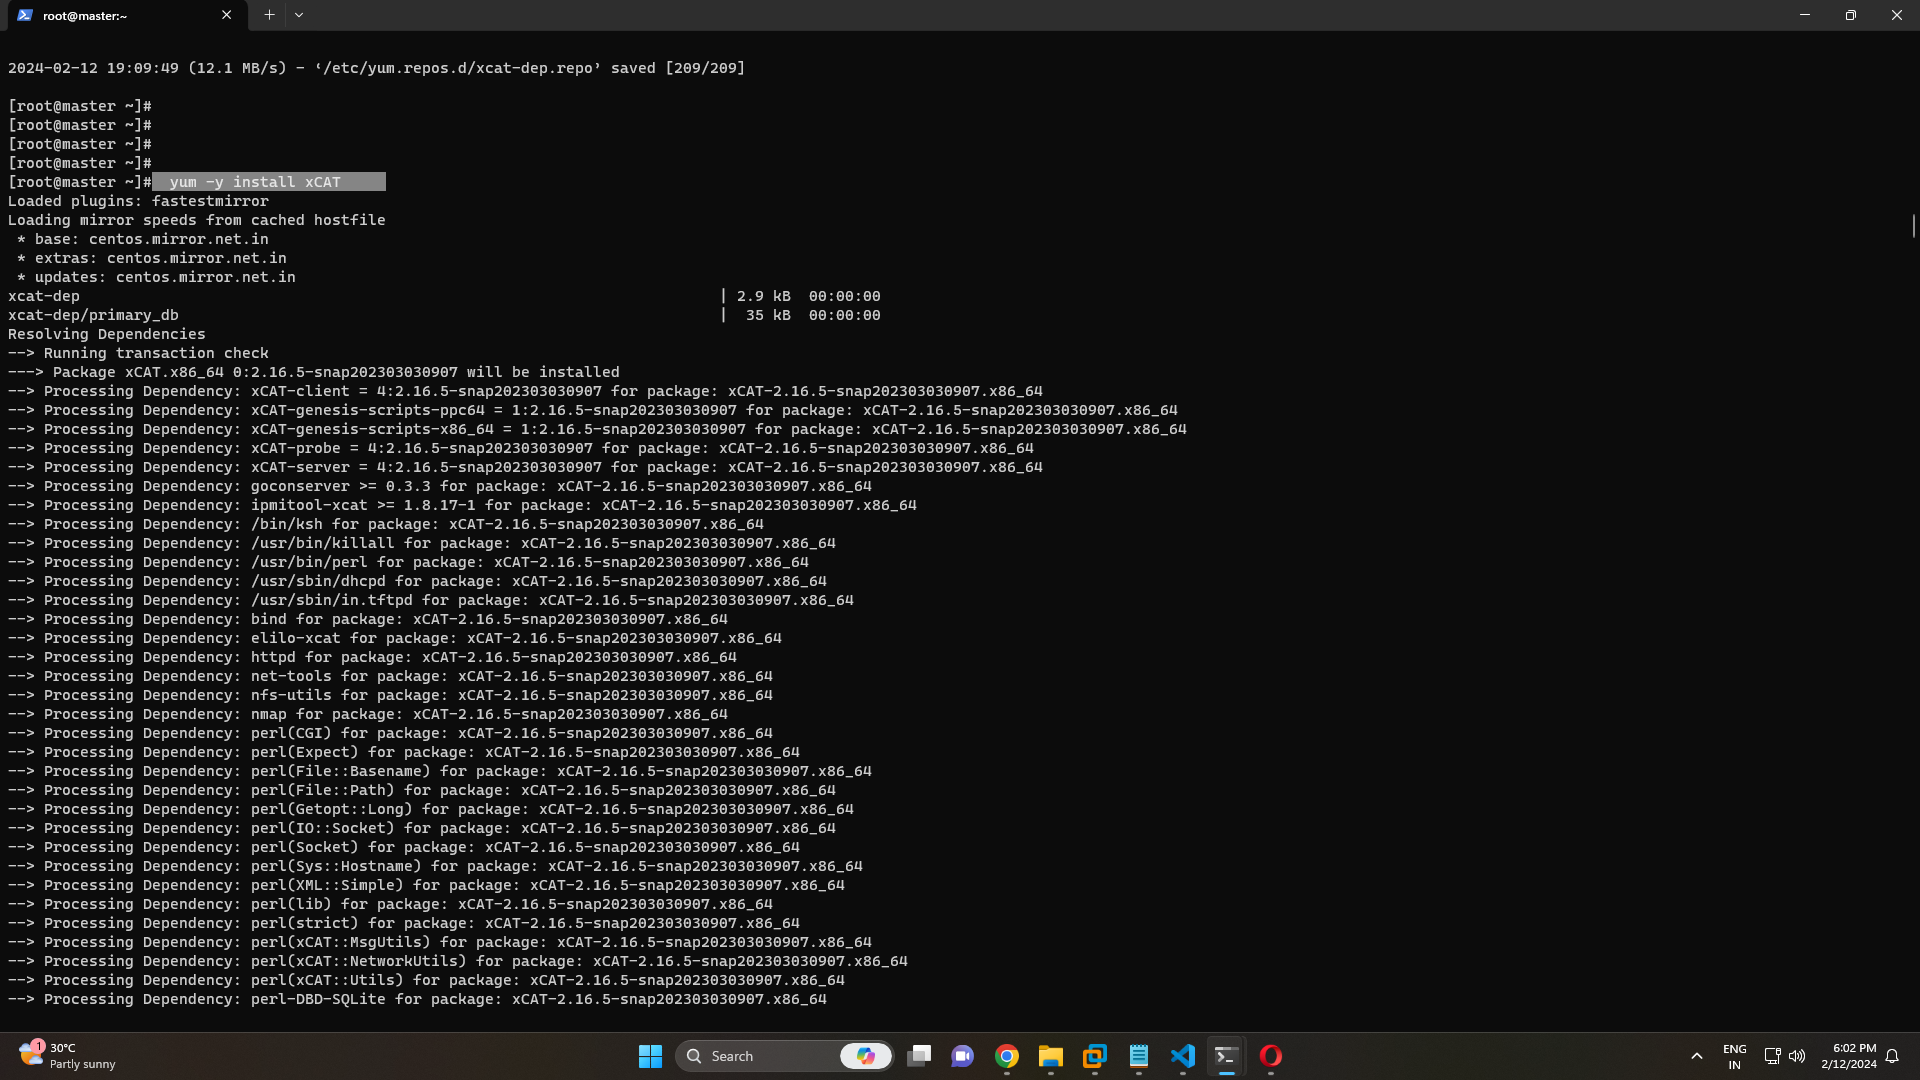 root@master:~
2024-02-12 19:09:49 (12.1 MB/s) - ‘/etc/yum.repos.d/xcat-dep.repo’ saved [209/209]
[root@master ~]#
[root@master ~]#
[root@master ~]#
[root@master ~]#
[root@master ~]#  yum -y install xCAT
Loaded plugins: fastestmirror
Loading mirror speeds from cached hostfile
 * base: centos.mirror.net.in
 * extras: centos.mirror.net.in
 * updates: centos.mirror.net.in
xcat-dep | 2.9 kB  00:00:00
xcat-dep/primary_db |  35 kB  00:00:00
Resolving Dependencies
--> Running transaction check
---> Package xCAT.x86_64 0:2.16.5-snap202303030907 will be installed
--> Processing Dependency: xCAT-client = 4:2.16.5-snap202303030907 for package: xCAT-2.16.5-snap202303030907.x86_64
--> Processing Dependency: xCAT-genesis-scripts-ppc64 = 1:2.16.5-snap202303030907 for package: xCAT-2.16.5-snap202303030907.x86_64
--> Processing Dependency: xCAT-genesis-scripts-x86_64 = 1:2.16.5-snap202303030907 for package: xCAT-2.16.5-snap202303030907.x86_64
--> Processing Dependency: xCAT-probe = 4:2.16.5-snap202303030907 for package: xCAT-2.16.5-snap202303030907.x86_64
--> Processing Dependency: xCAT-server = 4:2.16.5-snap202303030907 for package: xCAT-2.16.5-snap202303030907.x86_64
--> Processing Dependency: goconserver >= 0.3.3 for package: xCAT-2.16.5-snap202303030907.x86_64
--> Processing Dependency: ipmitool-xcat >= 1.8.17-1 for package: xCAT-2.16.5-snap202303030907.x86_64
--> Processing Dependency: /bin/ksh for package: xCAT-2.16.5-snap202303030907.x86_64
--> Processing Dependency: /usr/bin/killall for package: xCAT-2.16.5-snap202303030907.x86_64
--> Processing Dependency: /usr/bin/perl for package: xCAT-2.16.5-snap202303030907.x86_64
--> Processing Dependency: /usr/sbin/dhcpd for package: xCAT-2.16.5-snap202303030907.x86_64
--> Processing Dependency: /usr/sbin/in.tftpd for package: xCAT-2.16.5-snap202303030907.x86_64
--> Processing Dependency: bind for package: xCAT-2.16.5-snap202303030907.x86_64
--> Processing Dependency: elilo-xcat for package: xCAT-2.16.5-snap202303030907.x86_64
--> Processing Dependency: httpd for package: xCAT-2.16.5-snap202303030907.x86_64
--> Processing Dependency: net-tools for package: xCAT-2.16.5-snap202303030907.x86_64
--> Processing Dependency: nfs-utils for package: xCAT-2.16.5-snap202303030907.x86_64
--> Processing Dependency: nmap for package: xCAT-2.16.5-snap202303030907.x86_64
--> Processing Dependency: perl(CGI) for package: xCAT-2.16.5-snap202303030907.x86_64
--> Processing Dependency: perl(Expect) for package: xCAT-2.16.5-snap202303030907.x86_64
--> Processing Dependency: perl(File::Basename) for package: xCAT-2.16.5-snap202303030907.x86_64
--> Processing Dependency: perl(File::Path) for package: xCAT-2.16.5-snap202303030907.x86_64
--> Processing Dependency: perl(Getopt::Long) for package: xCAT-2.16.5-snap202303030907.x86_64
--> Processing Dependency: perl(IO::Socket) for package: xCAT-2.16.5-snap202303030907.x86_64
--> Processing Dependency: perl(Socket) for package: xCAT-2.16.5-snap202303030907.x86_64
--> Processing Dependency: perl(Sys::Hostname) for package: xCAT-2.16.5-snap202303030907.x86_64
--> Processing Dependency: perl(XML::Simple) for package: xCAT-2.16.5-snap202303030907.x86_64
--> Processing Dependency: perl(lib) for package: xCAT-2.16.5-snap202303030907.x86_64
--> Processing Dependency: perl(strict) for package: xCAT-2.16.5-snap202303030907.x86_64
--> Processing Dependency: perl(xCAT::MsgUtils) for package: xCAT-2.16.5-snap202303030907.x86_64
--> Processing Dependency: perl(xCAT::NetworkUtils) for package: xCAT-2.16.5-snap202303030907.x86_64
--> Processing Dependency: perl(xCAT::Utils) for package: xCAT-2.16.5-snap202303030907.x86_64
--> Processing Dependency: perl-DBD-SQLite for package: xCAT-2.16.5-snap202303030907.x86_64
1
30°C
Partly sunny
Search
ENG
IN
6:02 PM
2/12/2024